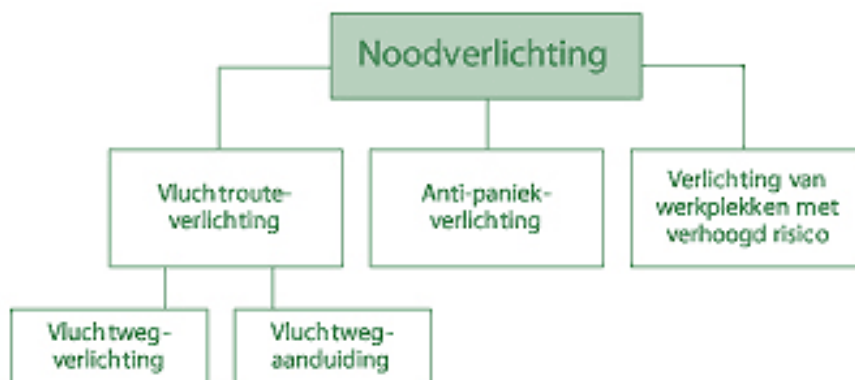 Noodverlichting
Vluchtroute-
verlichting
Anti-paniek-
verlichting
Verlichting van
werkplekken met
verhoogd risico
Vluchtweg-
verlichting
Vluchtweg-
aanduiding